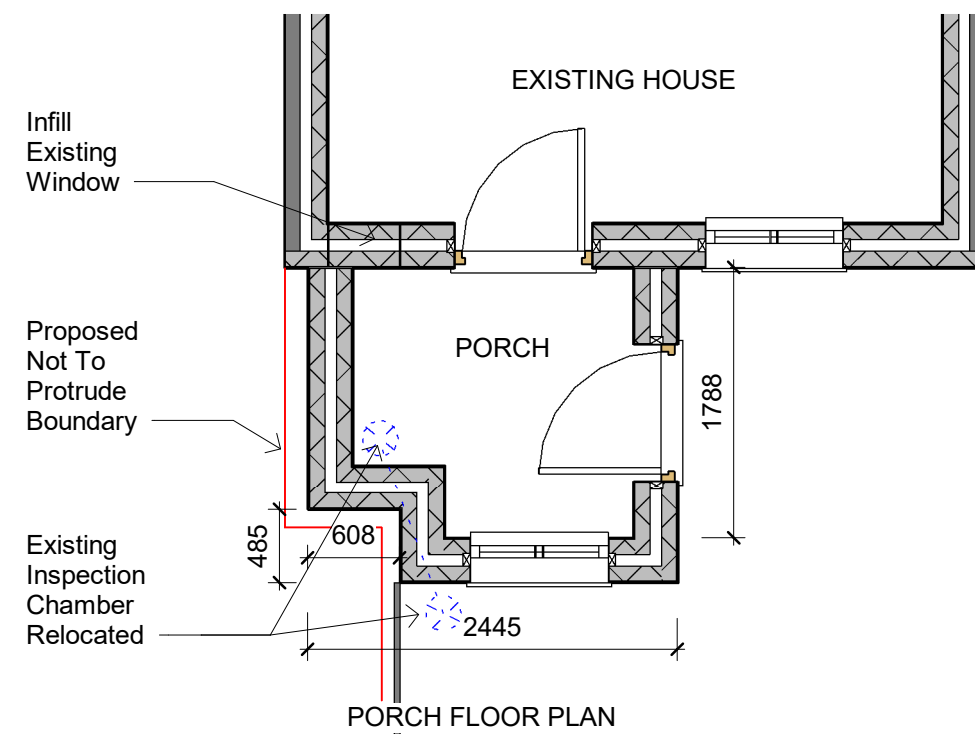 EXISTING HOUSE
Infill
Existing
Window
Proposed
Not To
Protrude
Boundary
PORCH
1788
485
608
Existing
Inspection
Chamber
Relocated
2445
PORCH FLOOR PLAN